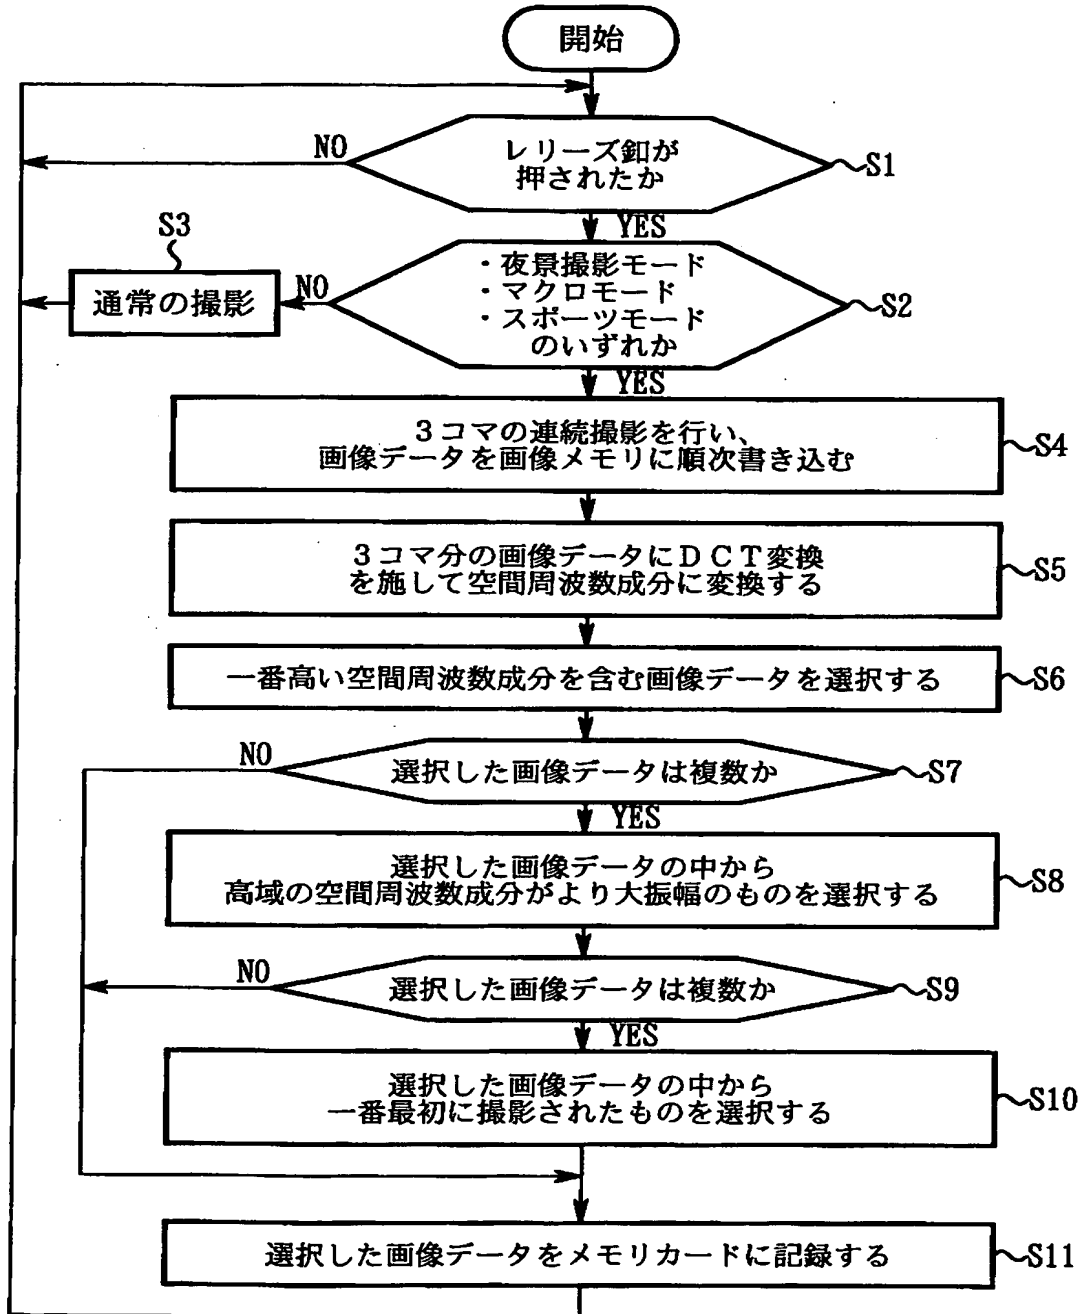 開始
NO
レリーズ釦が
押されたか
S1
YES
S3
通常の撮影
NO
・夜景撮影モード
・マクロモード
・スポーツモード
のいずれか
S2
YES
3コマの連続撮影を行い、
画像データを画像メモリに順次書き込む
S4
3コマ分の画像データにDCT変換
を施して空間周波数成分に変換する
S5
一番高い空間周波数成分を含む画像データを選択する
S6
NO
選択した画像データは複数か
S7
YES
選択した画像データの中から
高域の空間周波数成分がより大振幅のものを選択する
S8
NO
選択した画像データは複数か
S9
YES
選択した画像データの中から
一番最初に撮影されたものを選択する
S10
選択した画像データをメモリカードに記録する
S11